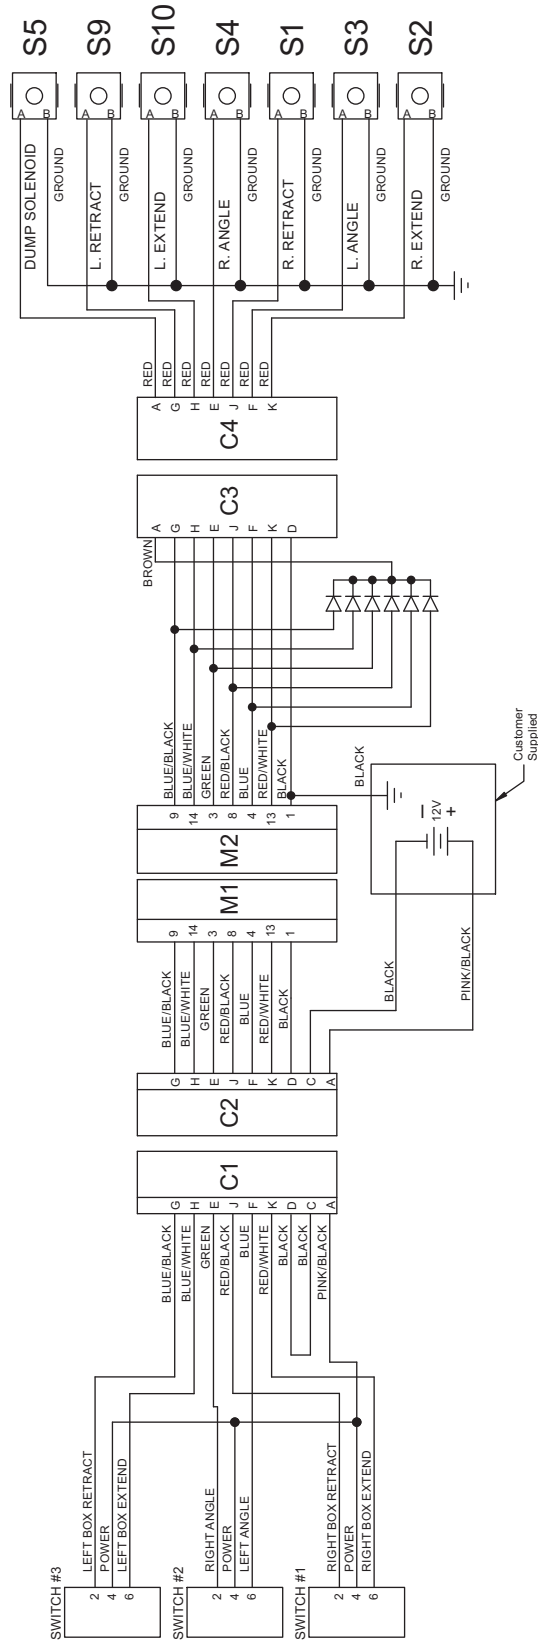 S5
S9
S10
S4
S1
S3
S2
A B
A B
A B
A B
A B
A B
A B
DUMP SOLENOID
GROUND
L. RETRACT
GROUND
L. EXTEND
GROUND
R. ANGLE
GROUND
R. RETRACT
GROUND
L. ANGLE
GROUND
R. EXTEND
GROUND
RED
RED
RED
RED
RED
RED
RED
A
G
H
E
J
F
K
C4
C3
A
G
H
E
J
F
K
D
BROWN
BLUE/BLACK
BLUE/WHITE
GREEN
RED/BLACK
BLUE
RED/WHITE
BLACK
9
14
3
8
4
13
1
M2
BLACK
Customer
Supplied
12V
− +
BLACK
PINK/BLACK
M1
9
14
3
8
4
13
1
BLUE/BLACK
BLUE/WHITE
GREEN
RED/BLACK
BLUE
RED/WHITE
BLACK
G
H
E
J
F
K
D
C
A
C2
C1
G
H
E
J
F
K
D
C
A
BLUE/BLACK
BLUE/WHITE
GREEN
RED/BLACK
BLUE
RED/WHITE
BLACK
BLACK
PINK/BLACK
LEFT BOX RETRACT
POWER
LEFT BOX EXTEND
2
4
6
SWITCH #3
RIGHT ANGLE
POWER
LEFT ANGLE
2
4
6
SWITCH #2
RIGHT BOX RETRACT
POWER
RIGHT BOX EXTEND
2
4
6
SWITCH #1